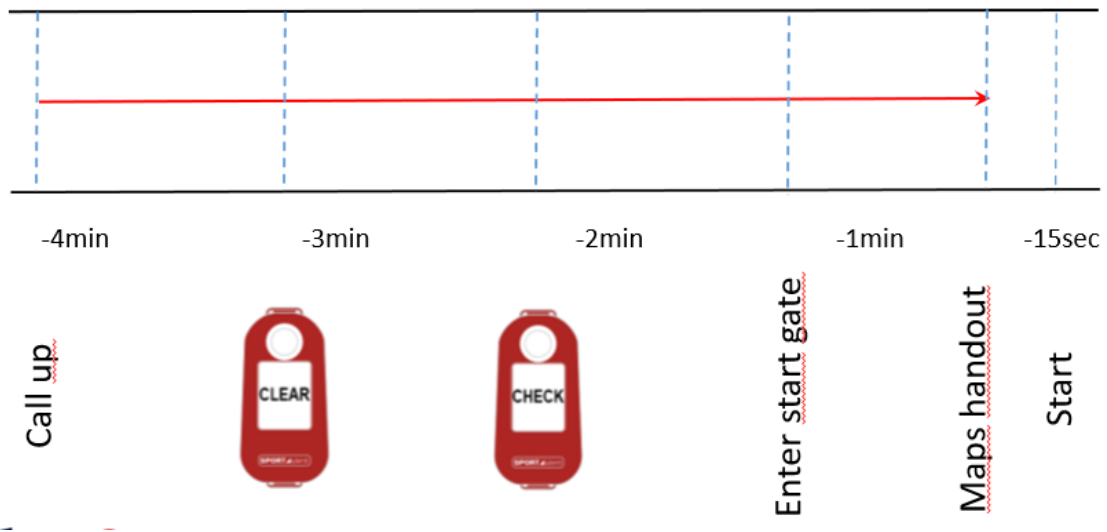 -4min
-3min
-2min
-1min
-15sec
Call up
CLEAR
CHECK
Enter start gate
Maps handout
Start
SPORT
SPORT